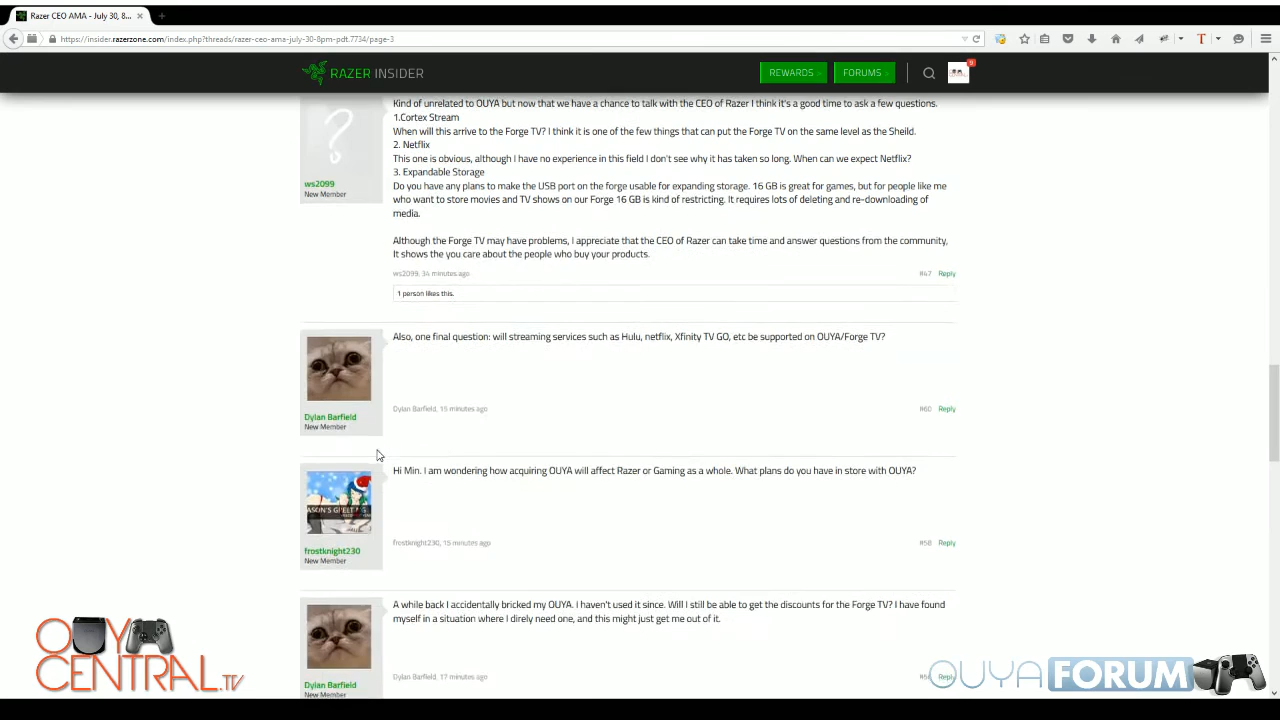 Razer CEO AMA - July 30, 8...
https://insider.razerzone.com/index.php?threads/razer-ceo-ama-july-30-8pm-pdt.7734/page-3
RAZER INSIDER
REWARDS >
FORUMS >
9
Kind of unrelated to OUYA but now that we have a chance to talk with the CEO of Razer I think it's a good time to ask a few questions.
1.Cortex Stream
When will this arrive to the Forge TV? I think it is one of the few things that can put the Forge TV on the same level as the Sheild.
2. Netflix
This one is obvious, although I have no experience in this field I don't see why it has taken so long. When can we expect Netflix?
3. Expandable Storage
Do you have any plans to make the USB port on the forge usable for expanding storage. 16 GB is great for games, but for people like me
who want to store movies and TV shows on our Forge 16 GB is kind of restricting. It requires lots of deleting and re-downloading of
media.
Although the Forge TV may have problems, I appreciate that the CEO of Razer can take time and answer questions from the community,
It shows the you care about the people who buy your products.
ws2099
New Member
ws2099, 34 minutes ago
#47 Reply
1 person likes this.
Also, one final question: will streaming services such as Hulu, netflix, Xfinity TV GO, etc be supported on OUYA/Forge TV?
Dylan Barfield
New Member
Dylan Barfield, 15 minutes ago
#60 Reply
Hi Min. I am wondering how acquiring OUYA will affect Razer or Gaming as a whole. What plans do you have in store with OUYA?
frostknight230
New Member
frostknight230, 15 minutes ago
#58 Reply
A while back I accidentally bricked my OUYA. I haven't used it since. Will I still be able to get the discounts for the Forge TV? I have found
myself in a situation where I direly need one, and this might just get me out of it.
Dylan Barfield
New Member
Dylan Barfield, 17 minutes ago
Reply
OUYA
CENTRAL.TV
OUYAFORUM